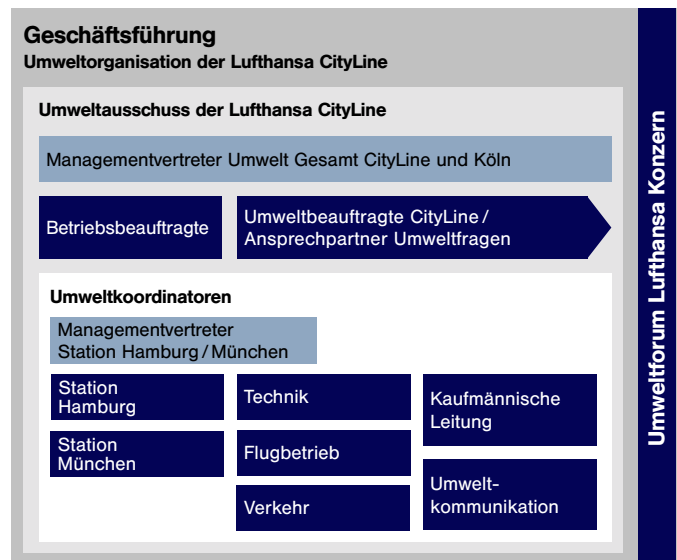 Geschäftsführung
Umweltorganisation der Lufthansa CityLine
Umweltausschuss der Lufthansa CityLine
Managementvertreter Umwelt Gesamt CityLine und Köln
Betriebsbeauftragte
Umweltbeauftragte CityLine /
Ansprechpartner Umweltfragen
Umweltkoordinatoren
Managementvertreter
Station Hamburg / München
Station
Hamburg
Station
München
Technik
Flugbetrieb
Verkehr
Kaufmännische
Leitung
Umwelt-
kommunikation
Umweltforum Lufthansa Konzern